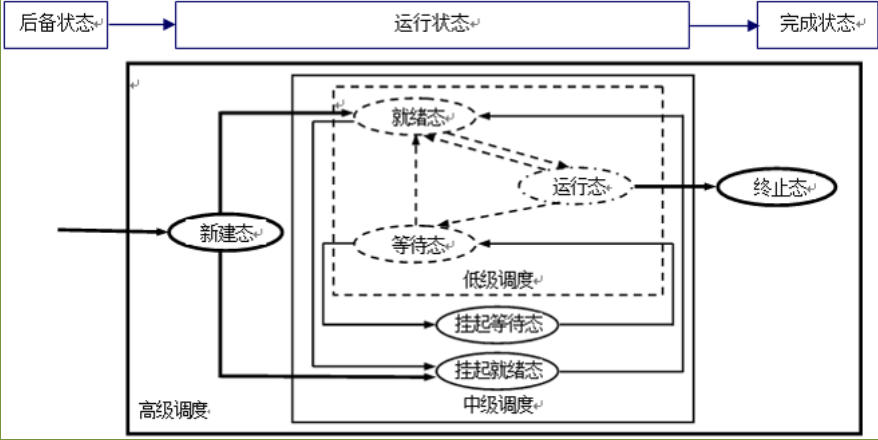 后备状态
运行状态
完成状态
就绪态
运行态
终止态
新建态
等待态
低级调度
挂起等待态
挂起就绪态
高级调度
中级调度